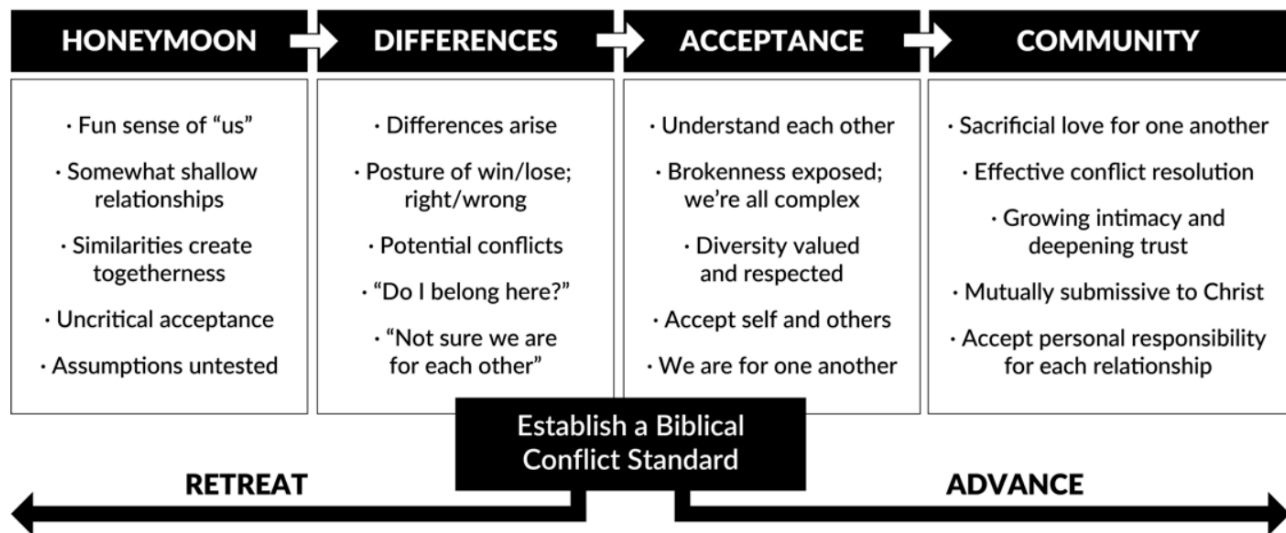 HONEYMOON
DIFFERENCES
ACCEPTANCE
COMMUNITY
· Fun sense of “us”
· Somewhat shallow
relationships
· Similarities create
togetherness
· Uncritical acceptance
· Assumptions untested
· Differences arise
· Posture of win/lose;
right/wrong
· Potential conflicts
· “Do I belong here?”
· “Not sure we are
for each other”
· Understand each other
· Brokenness exposed;
we’re all complex
· Diversity valued
and respected
· Accept self and others
· We are for one another
· Sacrificial love for one another
· Effective conflict resolution
· Growing intimacy and
deepening trust
· Mutually submissive to Christ
· Accept personal responsibility
for each relationship
Establish a Biblical
Conflict Standard
RETREAT
ADVANCE